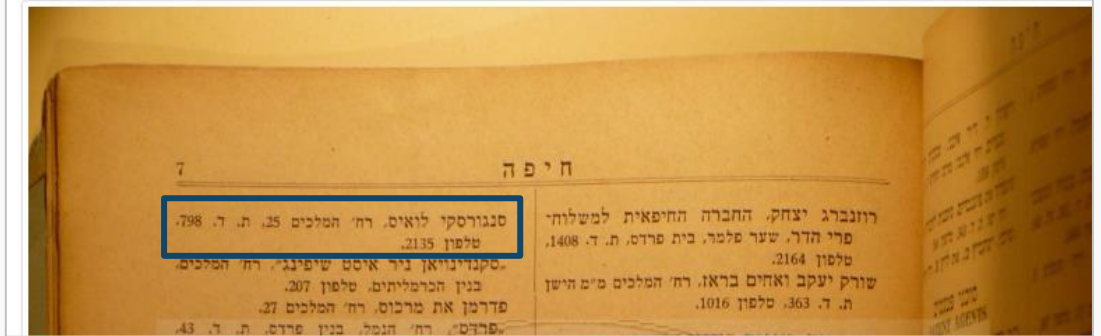 חיפה
7
רוזנברג יצחק, החברה החיפאית למשלוחי
פרי הדר, שער פלמר, בית פרדס, ת. ד. 1408,
טלפון 2164.
שורק יעקב ואחים בראז, רח׳ המלכים מ״מ הישן
ת. ד. 363, טלפון 1016.
סנגורסקי לואיס, רח׳ המלכים 25, ת. ד. 798,
טלפון 2135.
„סקנדינויאן ניר איסט שיפינג״, רח׳ המלכים,
בנין הכרמליתים, טלפון 207.
פדרמן את מרכוס, רח׳ המלכים 27.
„פרדס״, רח׳ הנמל, בנין פרדס, ת. ד. 43,